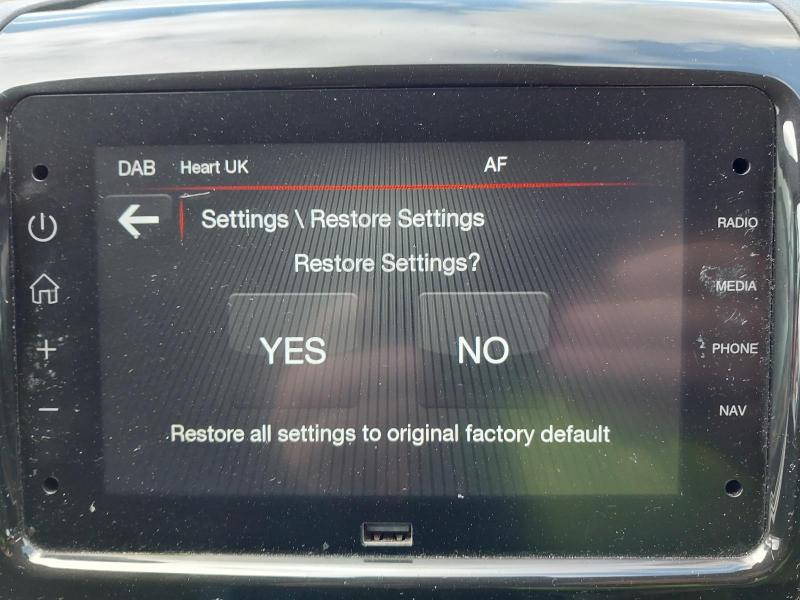 DAB Heart UK AF
Settings \ Restore Settings
Restore Settings?
YES NO
Restore all settings to original factory default
+
−
RADIO
MEDIA
PHONE
NAV